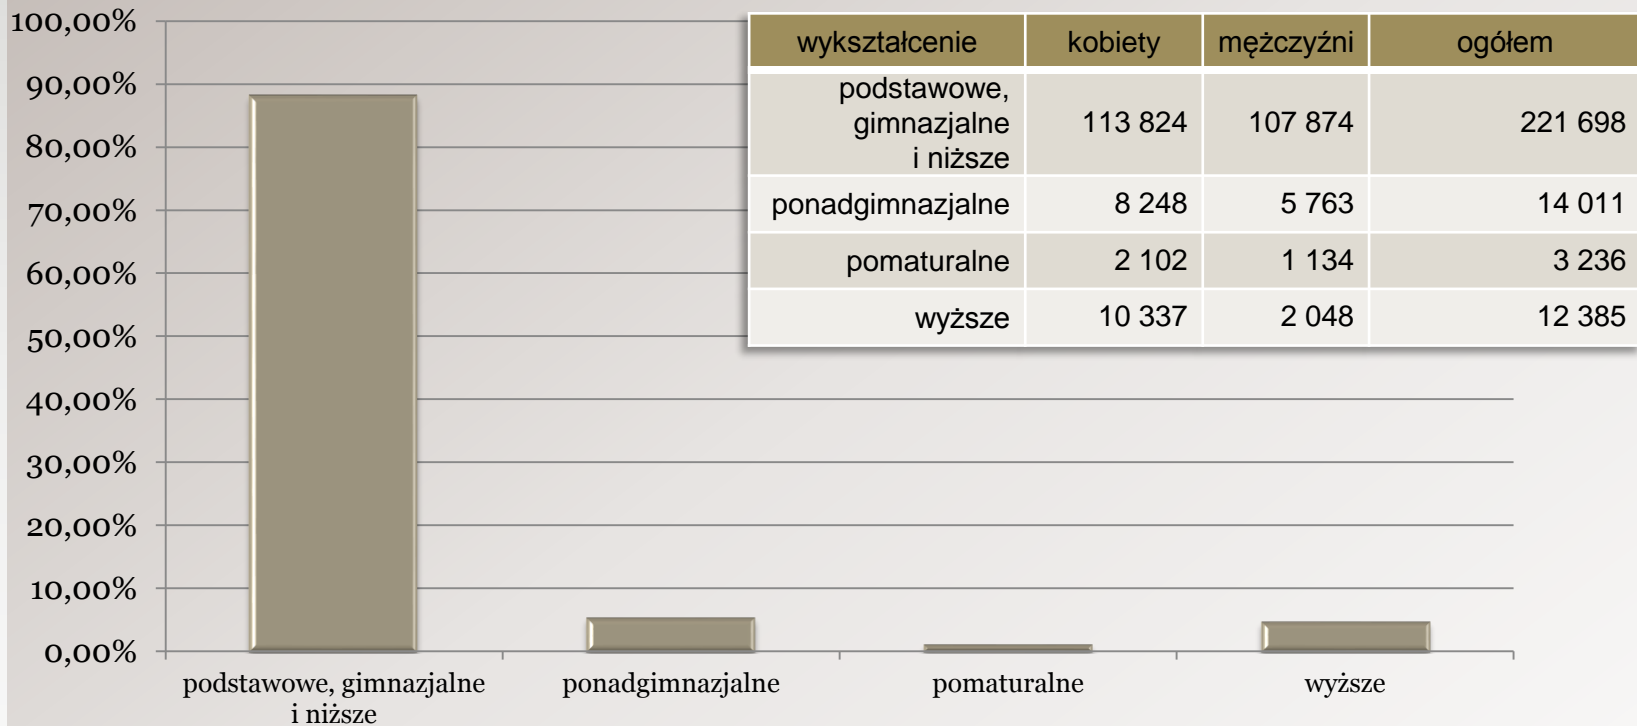 100,00%
90,00%
80,00%
70,00%
60,00%
50,00%
40,00%
30,00%
20,00%
10,00%
0,00%
podstawowe, gimnazjalne
i niższe
ponadgimnazjalne
pomaturalne
wyższe
wykształcenie kobiety mężczyźni ogółem
podstawowe,
gimnazjalne
i niższe
113 824 107 874 221 698
ponadgimnazjalne 8 248 5 763 14 011
pomaturalne 2 102 1 134 3 236
wyższe 10 337 2 048 12 385